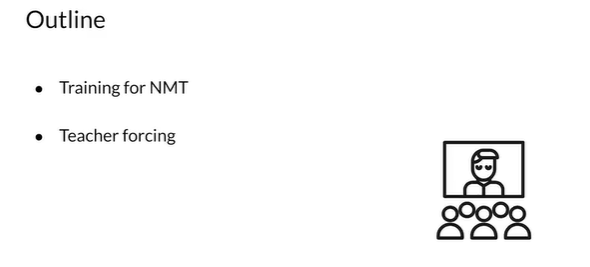 Outline
● Training for NMT
● Teacher forcing